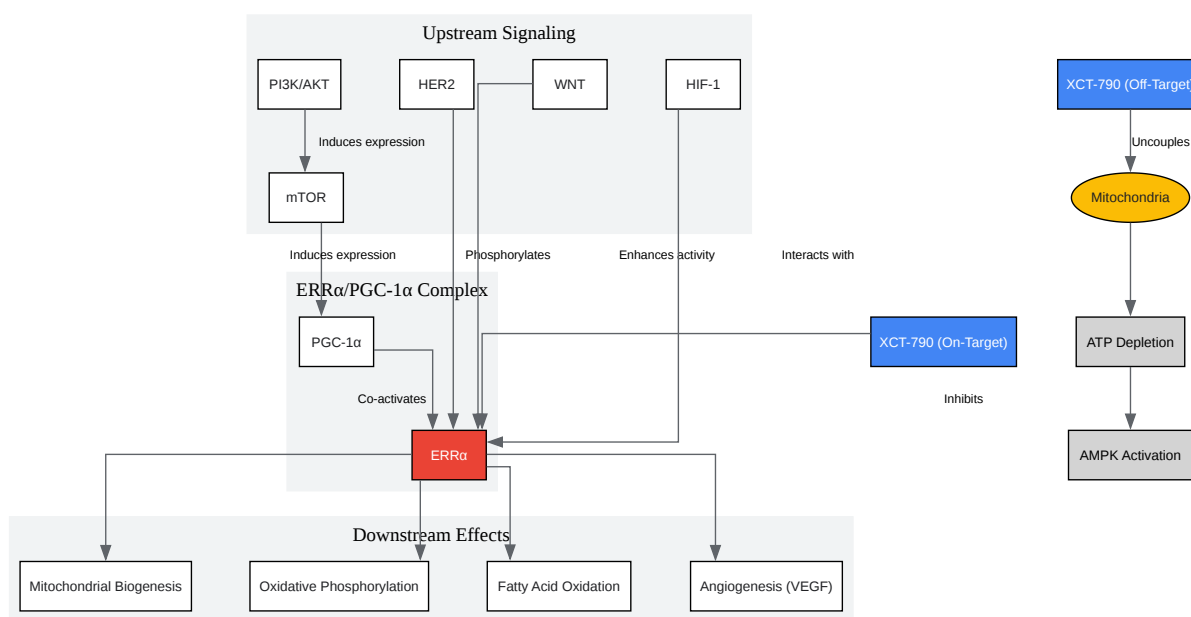 Upstream Signaling
PI3K/AKT
HER2
WNT
HIF-1
XCT-790 (Off-Target)
Induces expression
Uncouples
mTOR
Mitochondria
Induces expression
Phosphorylates
Enhances activity
Interacts with
ERRα/PGC-1α Complex
PGC-1α
XCT-790 (On-Target)
ATP Depletion
Co-activates
Inhibits
ERRα
AMPK Activation
Downstream Effects
Mitochondrial Biogenesis
Oxidative Phosphorylation
Fatty Acid Oxidation
Angiogenesis (VEGF)